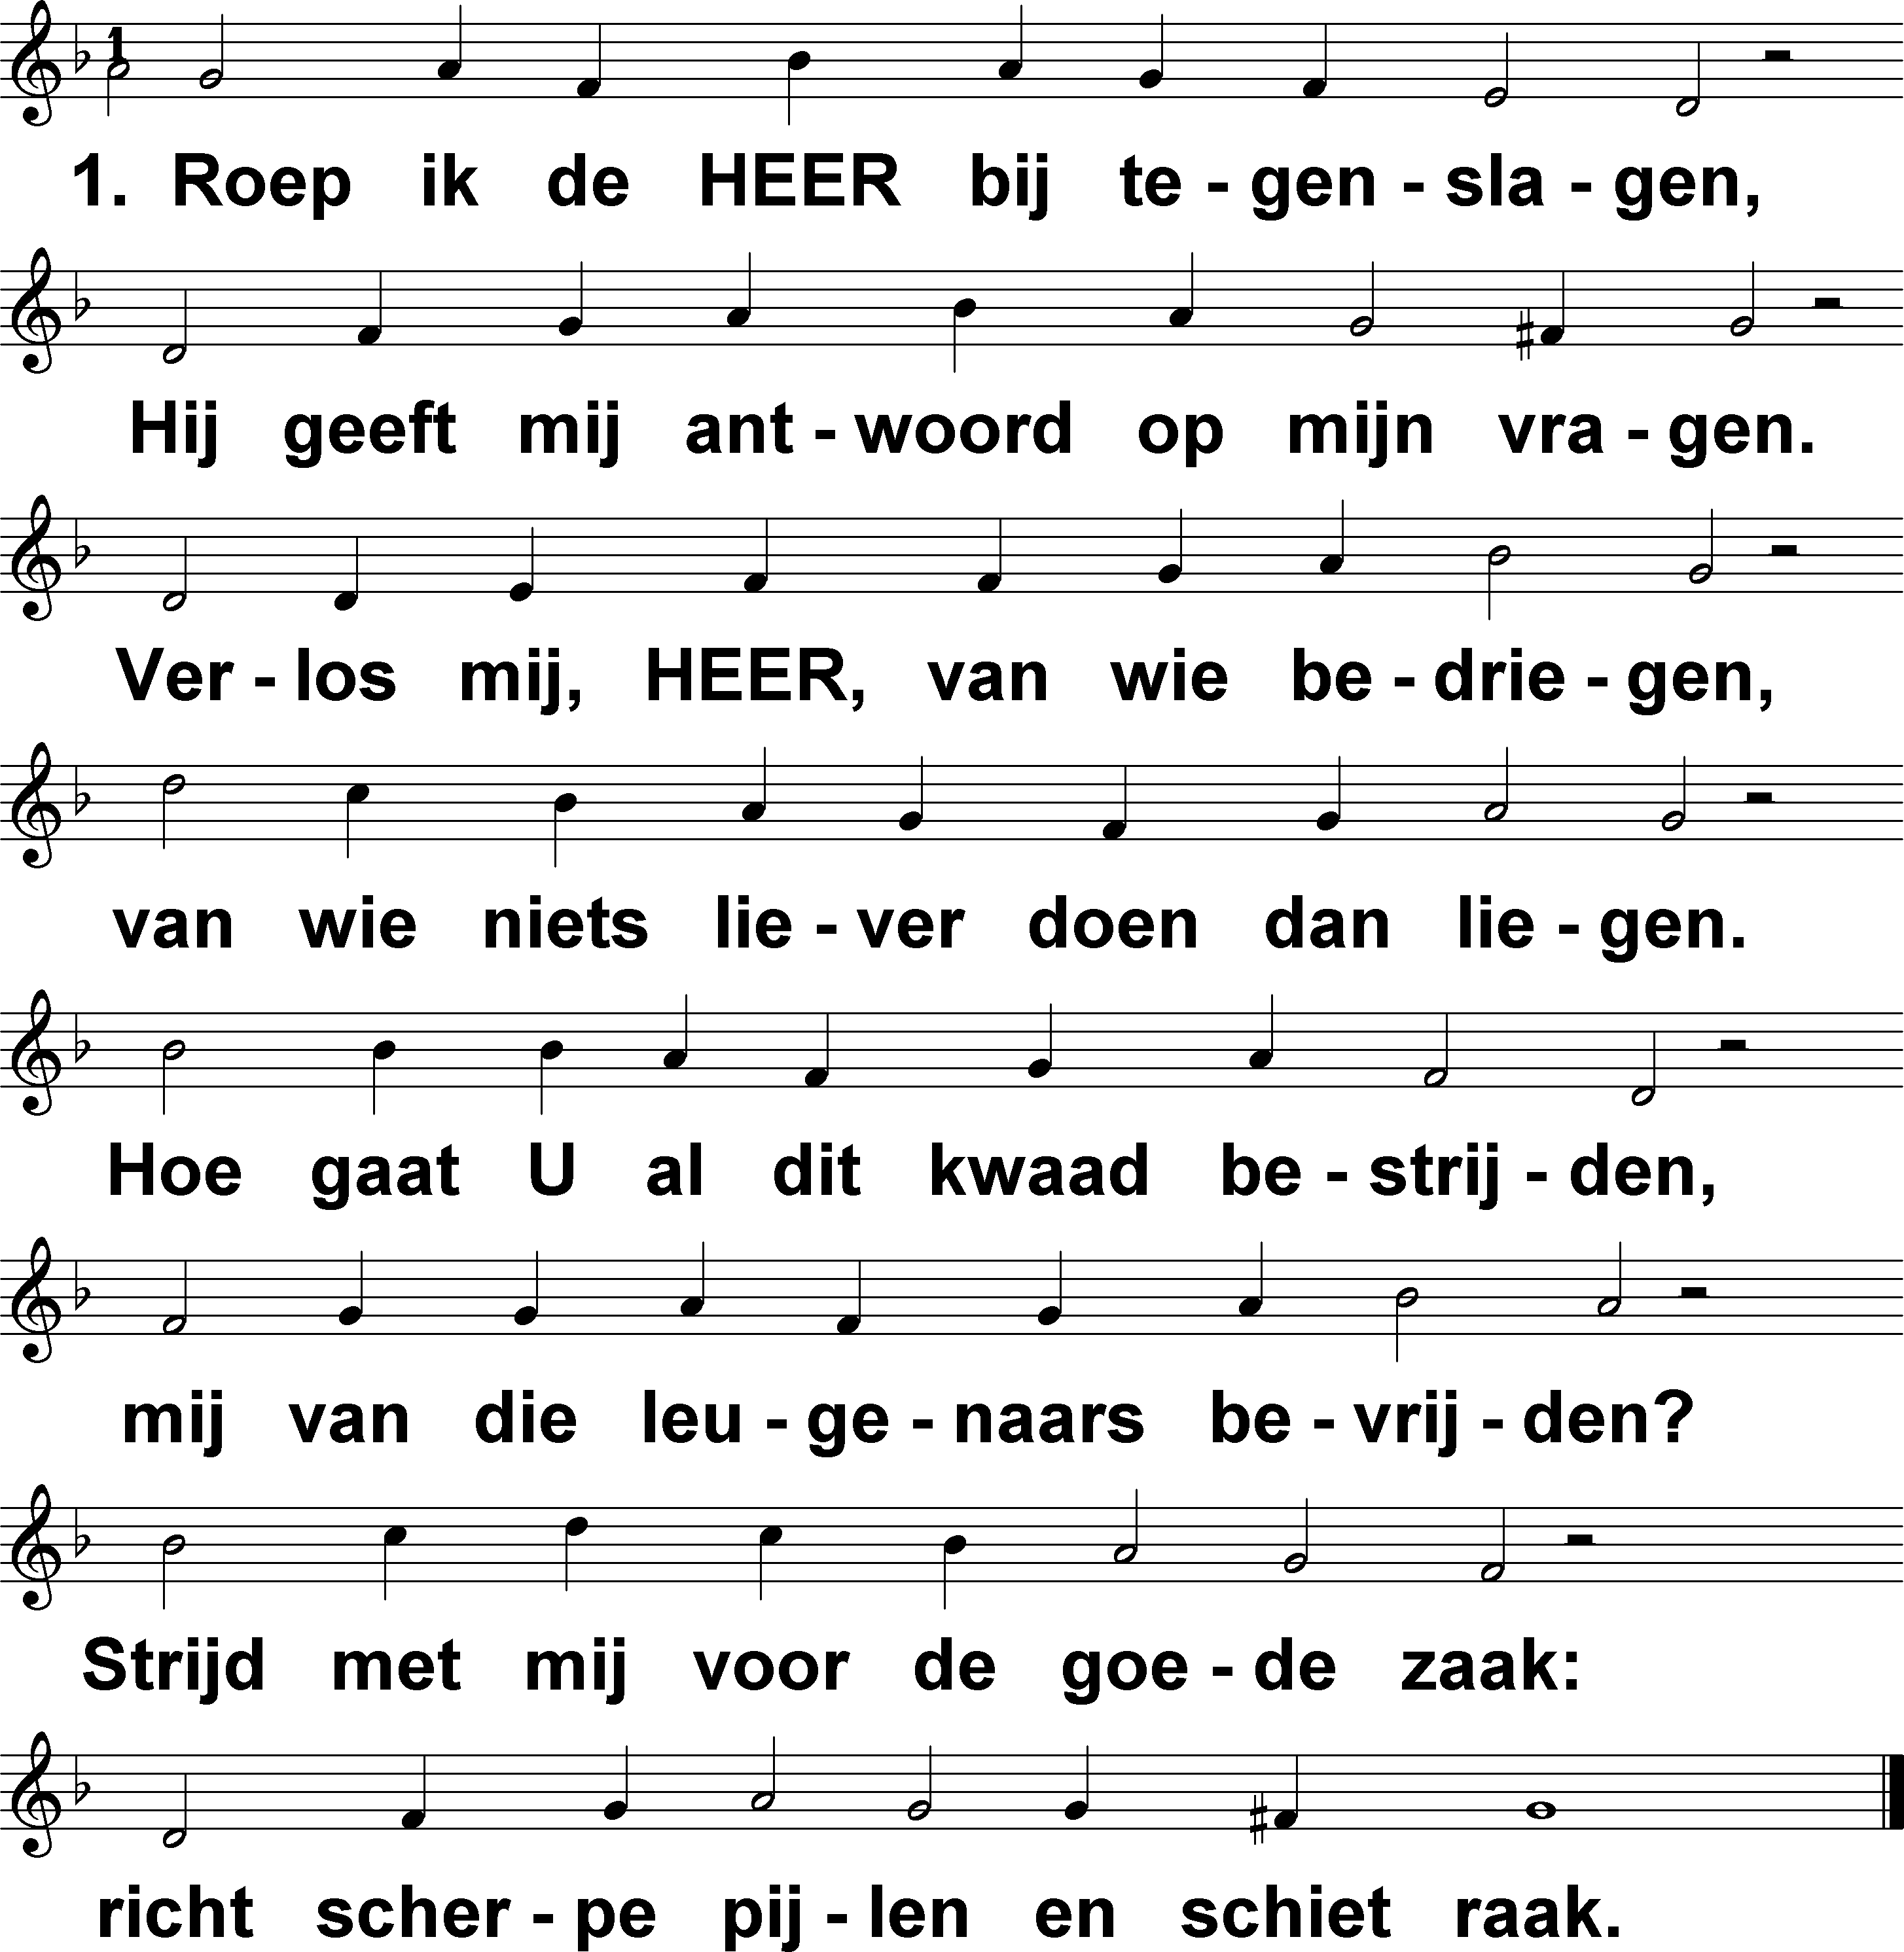 1. Roep ik de HEER bij te - gen - sla - gen,
Hij geeft mij ant - woord op mijn vra - gen.
Ver - los mij, HEER, van wie be - drie - gen,
van wie niets lie - ver doen dan lie - gen.
Hoe gaat U al dit kwaad be - strij - den,
mij van die leu - ge - naars be - vrij - den?
Strijd met mij voor de goe - de zaak:
richt scher - pe pij - len en schiet raak.